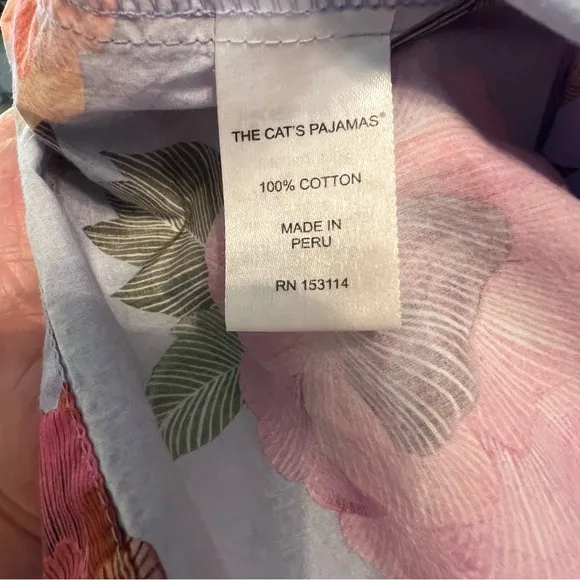 THE CAT'S PAJAMAS®
100% COTTON
MADE IN
PERU
RN 153114